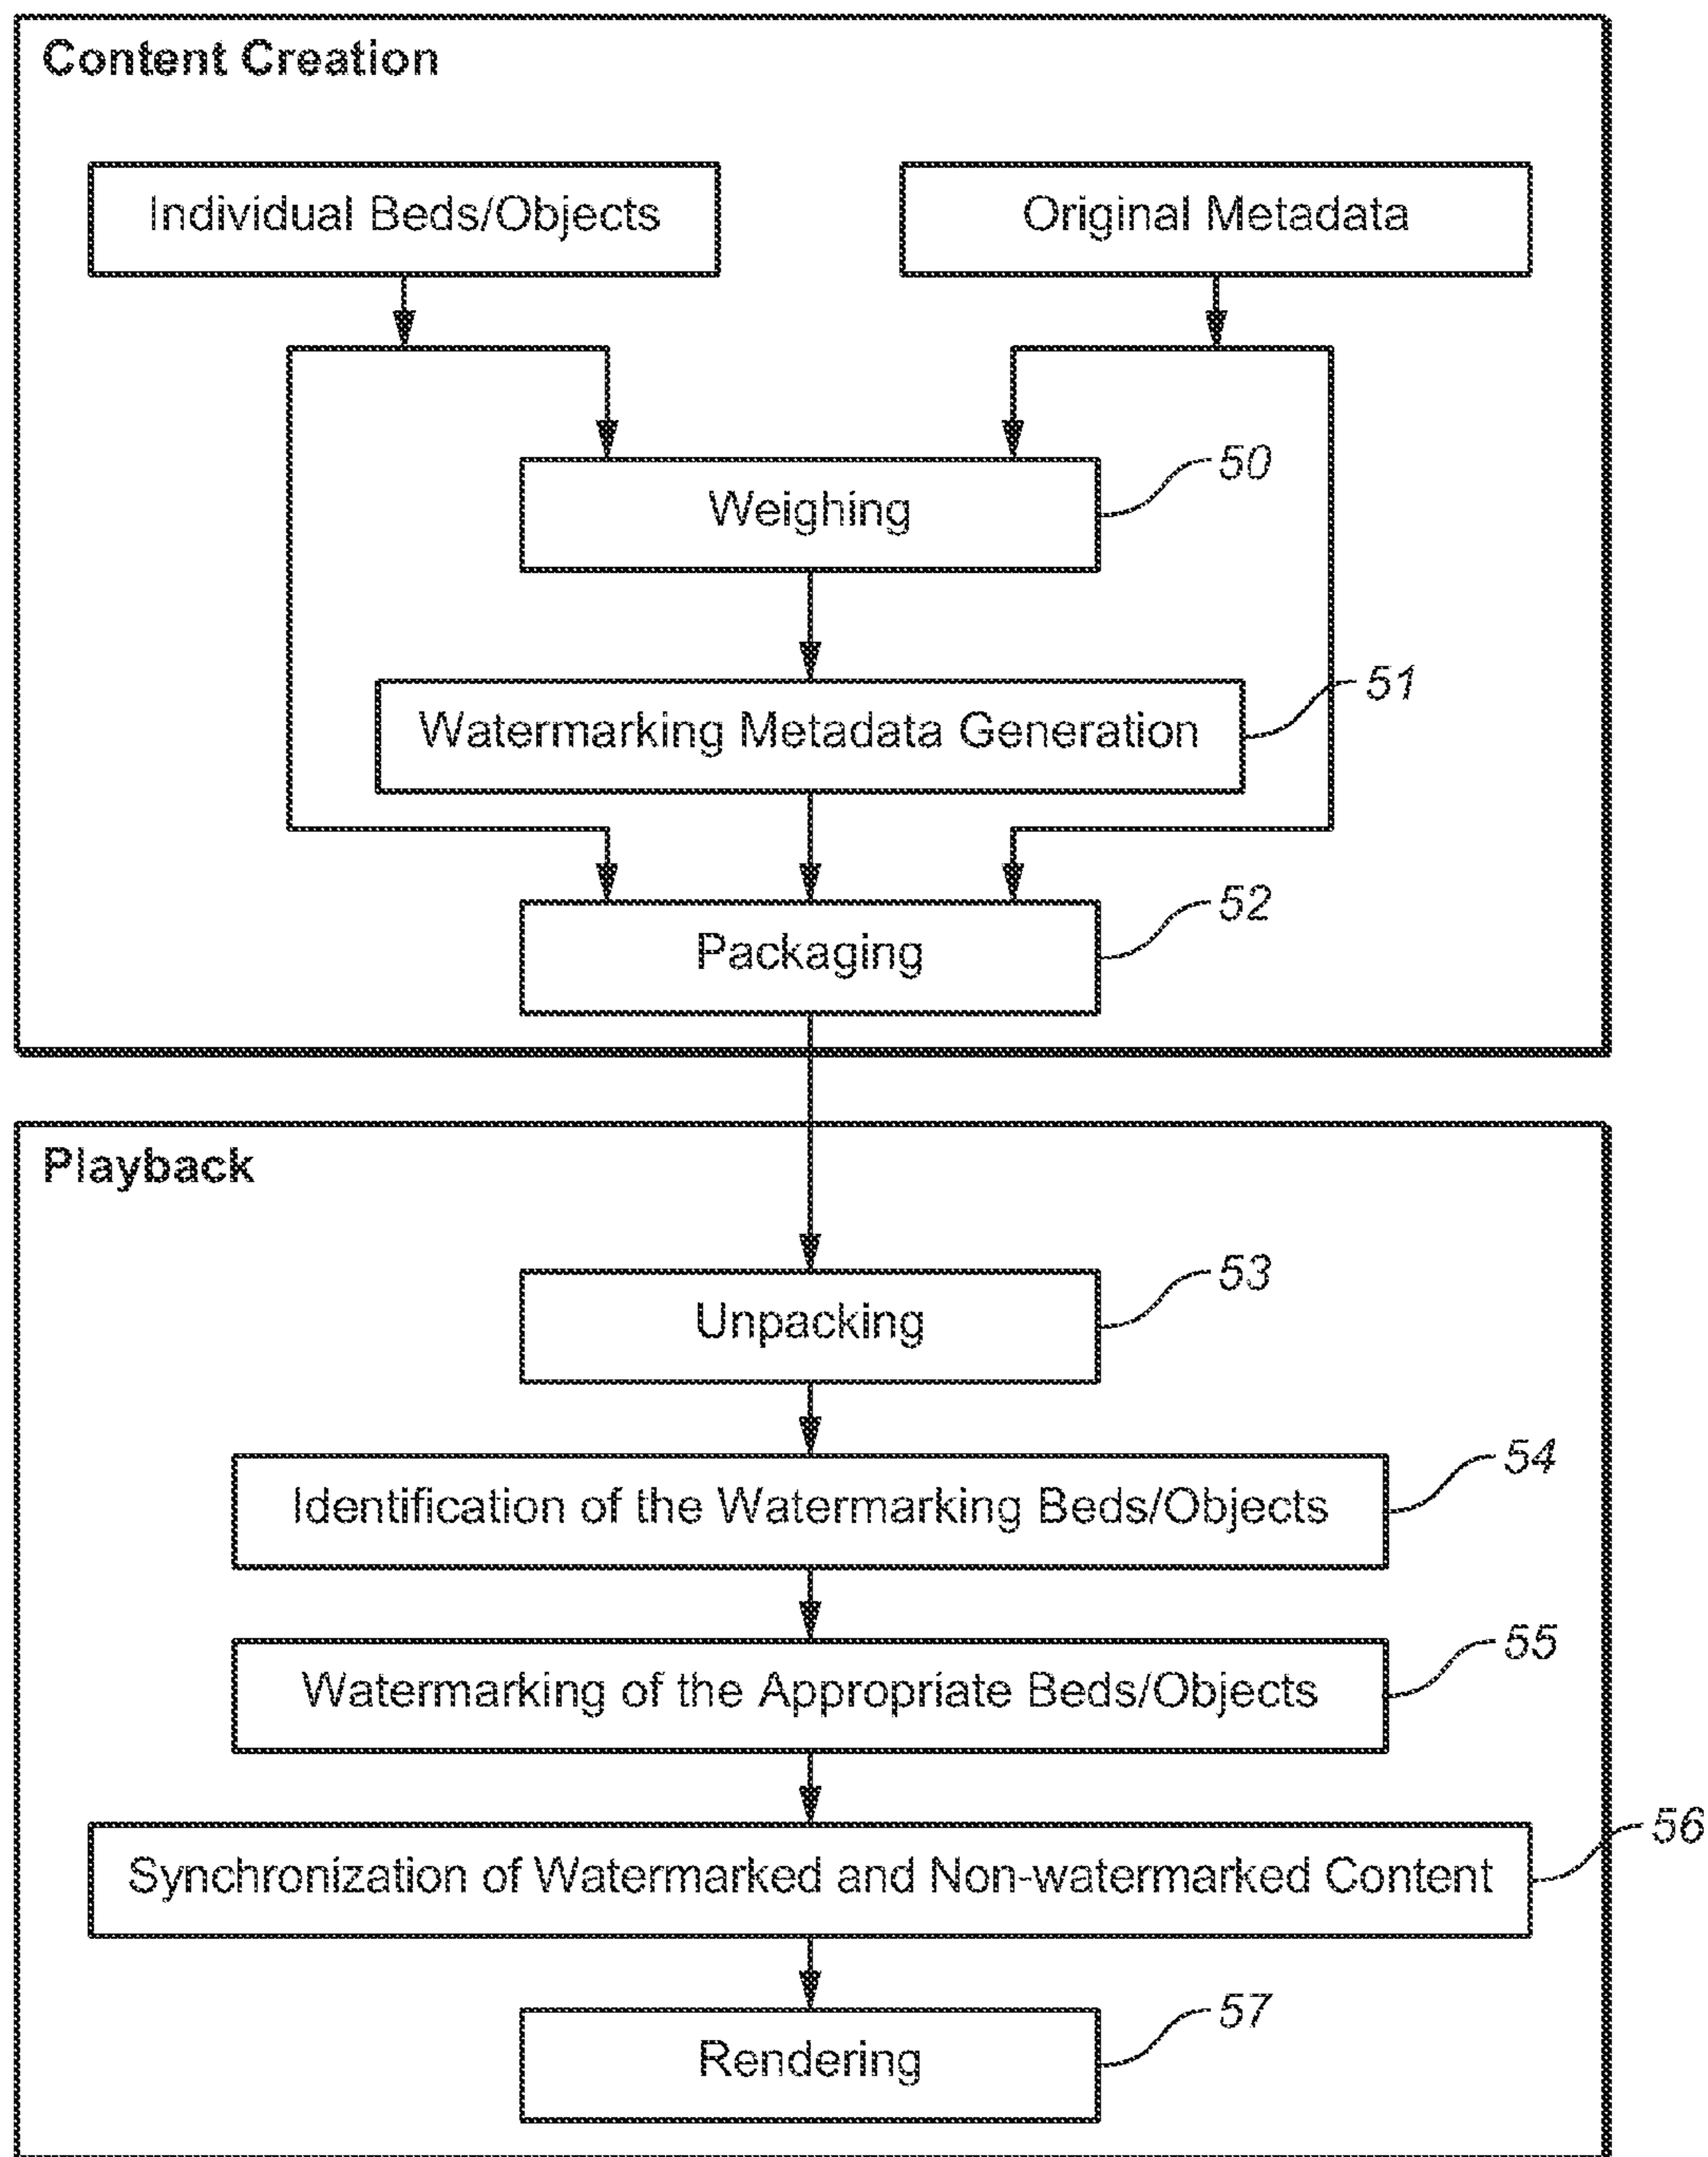 Content Creation
Individual Beds/Objects
Original Metadata
50
Weighing
51
Watermarking Metadata Generation
52
Packaging
Playback
53
Unpacking
54
Identification of the Watermarking Beds/Objects
55
Watermarking of the Appropriate Beds/Objects
56
Synchronization of Watermarked and Non-watermarked Content
57
Rendering